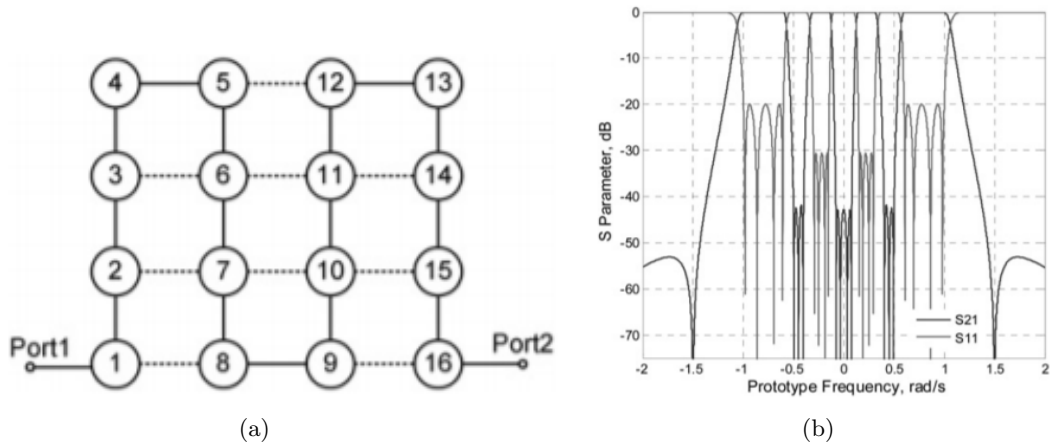 4 5 12 13
3 6 11 14
2 7 10 15
Port1 1 8 9 16 Port2
(a)
S Parameter, dB
0
-10
-20
-30
-40
-50
-60
-70
S21
S11
-2 -1.5 -1 -0.5 0 0.5 1 1.5 2
Prototype Frequency, rad/s
(b)